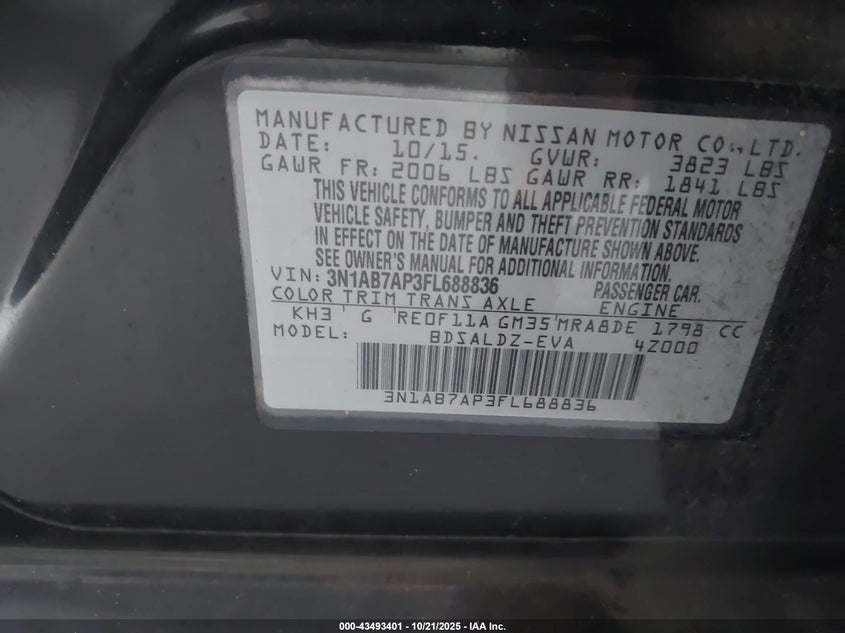 MANUFACTURED BY NISSAN MOTOR CO.,LTD.
DATE: 10/15. GVWR: 3823 LBS
GAWR FR: 2006 LBS GAWR RR: 1841 LBS
THIS VEHICLE CONFORMS TO ALL APPLICABLE FEDERAL MOTOR
VEHICLE SAFETY, BUMPER AND THEFT PREVENTION STANDARDS
IN EFFECT ON THE DATE OF MANUFACTURE SHOWN ABOVE.
SEE OWNER'S MANUAL FOR ADDITIONAL INFORMATION.
VIN: 3N1AB7AP3FL688836 PASSENGER CAR.
COLOR TRIM TRANS AXLE ENGINE
KH3 G RE0F11A GM35 MRA8DE 1798 CC
MODEL: BDSALDZ-EVA 4Z000
3N1AB7AP3FL688836
000-43493401 - 10/21/2025 - IAA Inc.